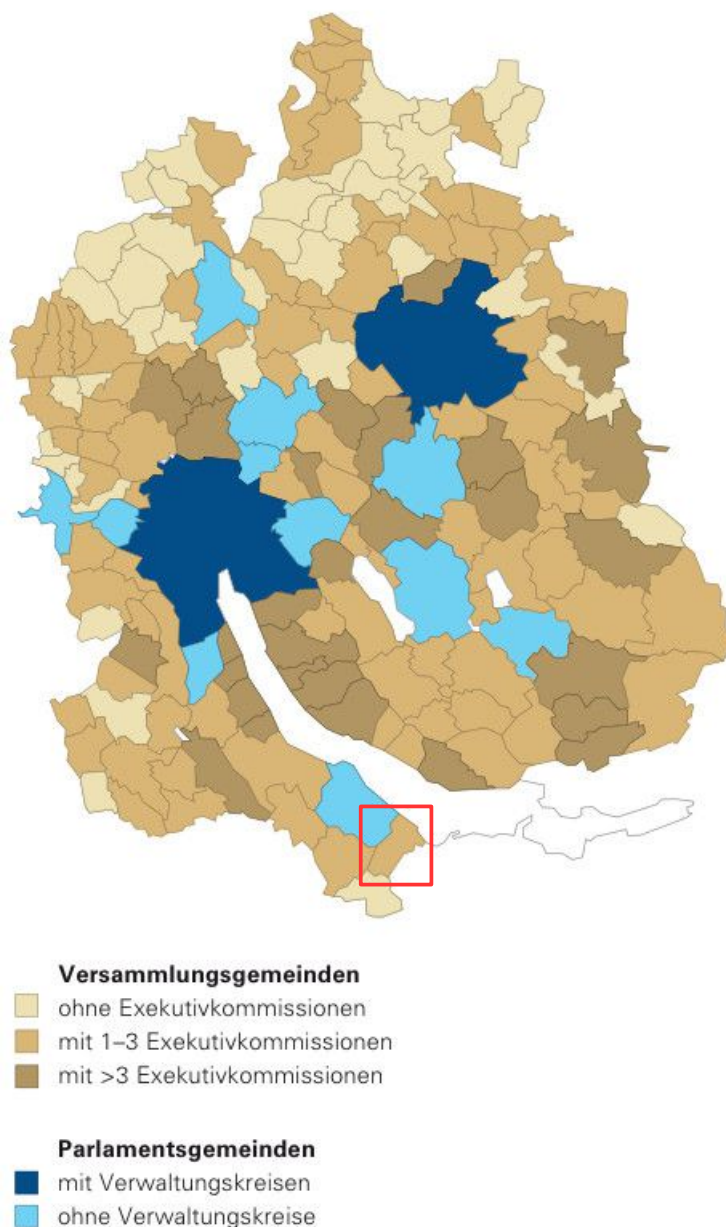 Versammlungsgemeinden
ohne Exekutivkommissionen
mit 1–3 Exekutivkommissionen
mit >3 Exekutivkommissionen
Parlamentsgemeinden
mit Verwaltungskreisen
ohne Verwaltungskreise